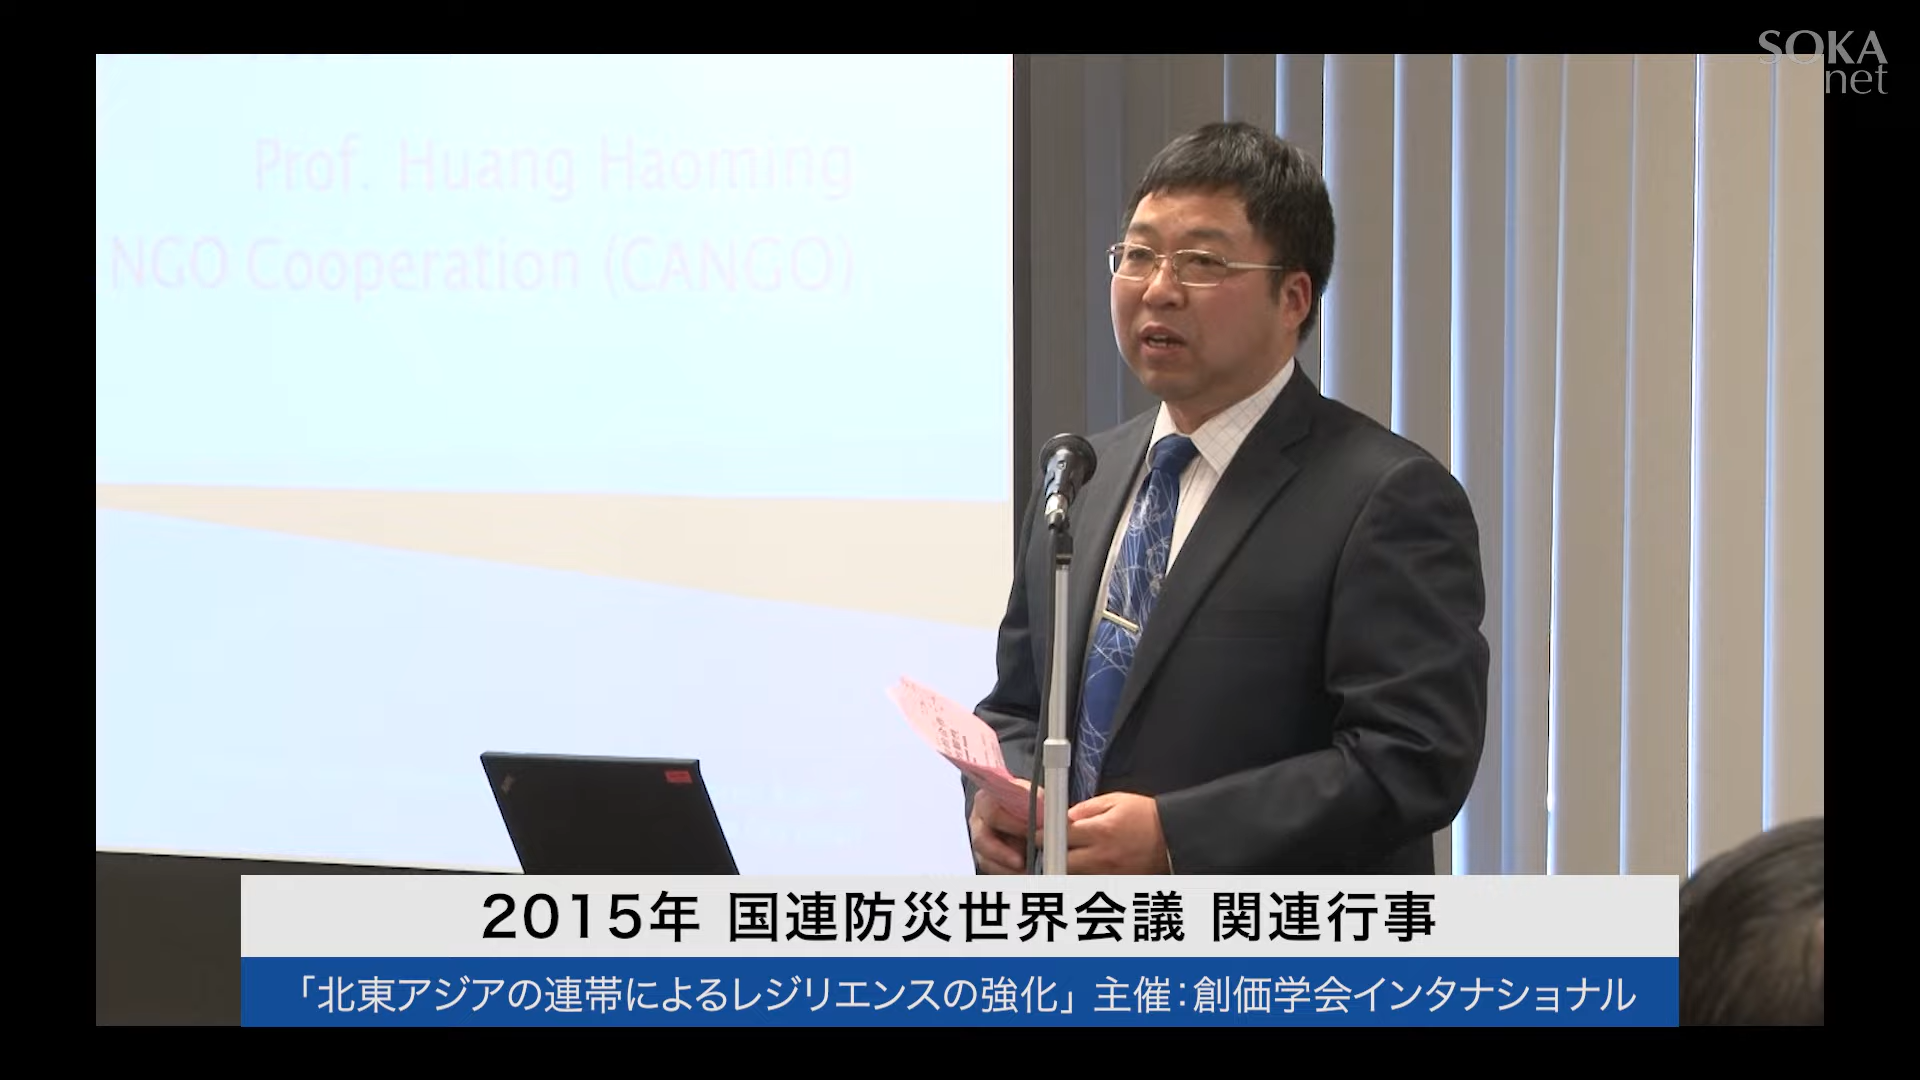 SOKA
net
Prof. Huang Haoming
NGO Cooperation (CANGO)
2015年 国連防災世界会議 関連行事
「北東アジアの連帯によるレジリエンスの強化」 主催：創価学会インタナショナル